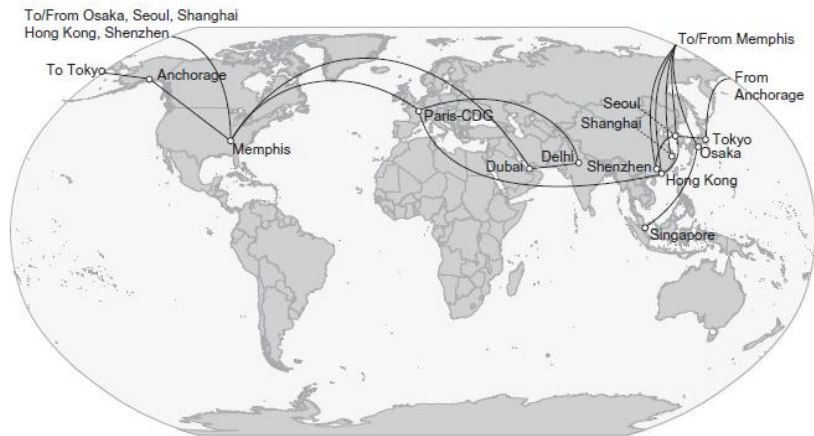 To/From Osaka, Seoul, Shanghai
Hong Kong, Shenzhen
To/From Memphis
To Tokyo
Anchorage
From
Anchorage
Seoul
Paris-CDG
Shanghai
Tokyo
Memphis
Osaka
Delhi
Dubai
Shenzhen
Hong Kong
Singapore